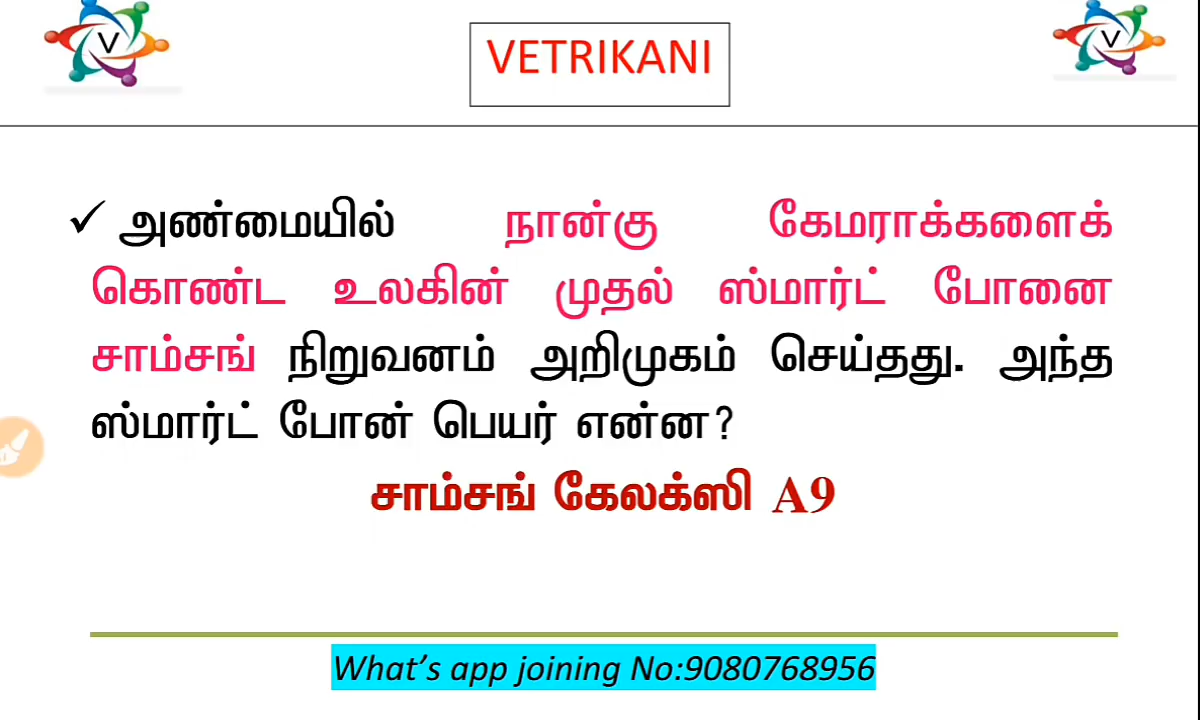 V
V
VETRIKANI
✓ அண்மையில் நான்கு கேமராக்களைக்
கொண்ட உலகின் முதல் ஸ்மார்ட் போனை
சாம்சங் நிறுவனம் அறிமுகம் செய்தது. அந்த
ஸ்மார்ட் போன் பெயர் என்ன?
சாம்சங் கேலக்ஸி A9
What's app joining No:9080768956